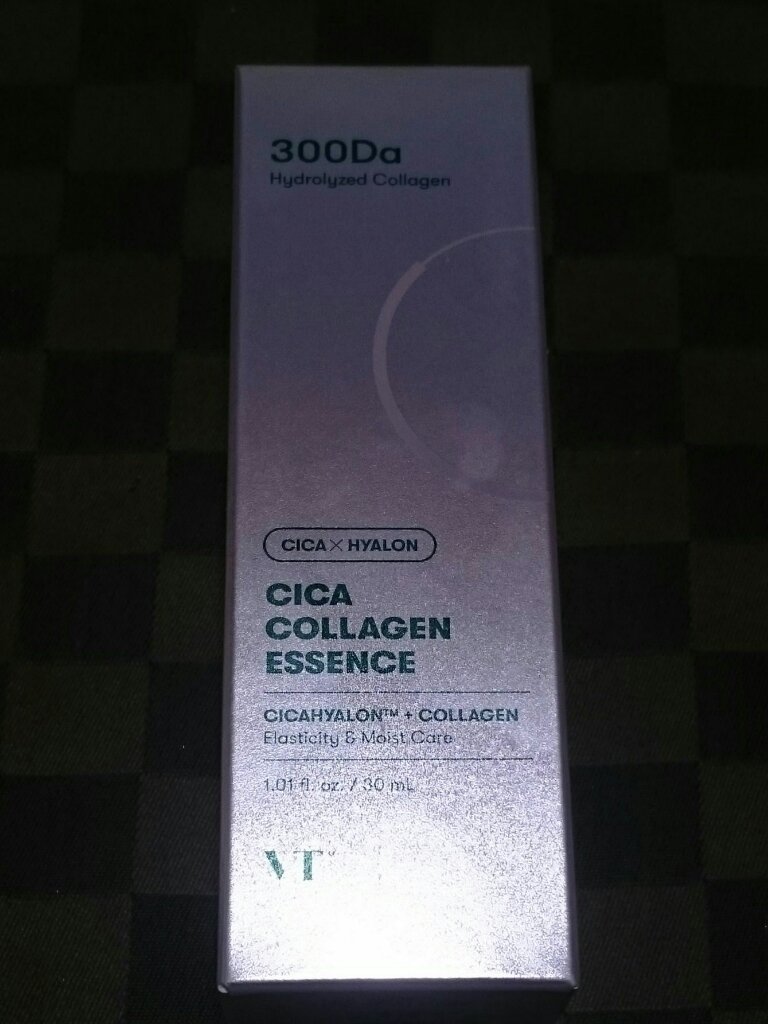 300Da
Hydrolyzed Collagen
CICA×HYALON
CICA
COLLAGEN
ESSENCE
CICAHYALON™ + COLLAGEN
Elasticity & Moist Care
1.01 fl. oz. / 30 mL
VT